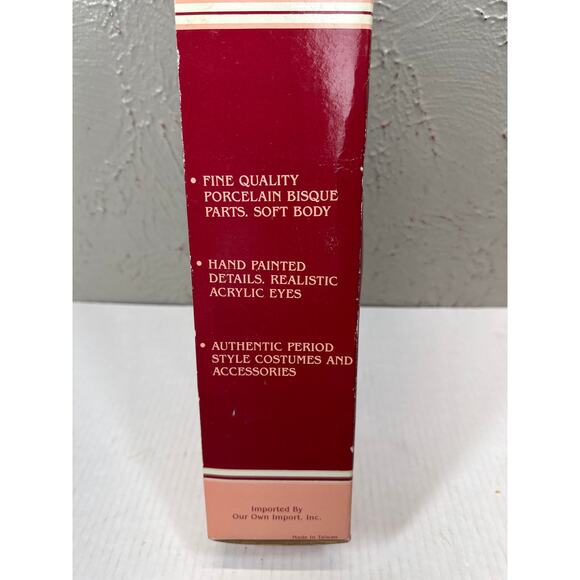 • FINE QUALITY
PORCELAIN BISQUE
PARTS. SOFT BODY
• HAND PAINTED
DETAILS. REALISTIC
ACRYLIC EYES
• AUTHENTIC PERIOD
STYLE COSTUMES AND
ACCESSORIES
Imported By
Our Own Import, Inc.
Made In Taiwan